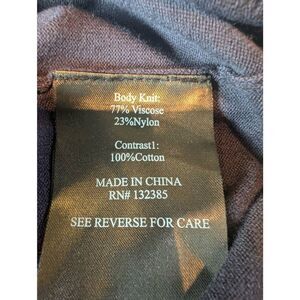 Body Knit:
77% Viscose
23%Nylon
Contrast1:
100%Cotton
MADE IN CHINA
RN# 132385
SEE REVERSE FOR CARE